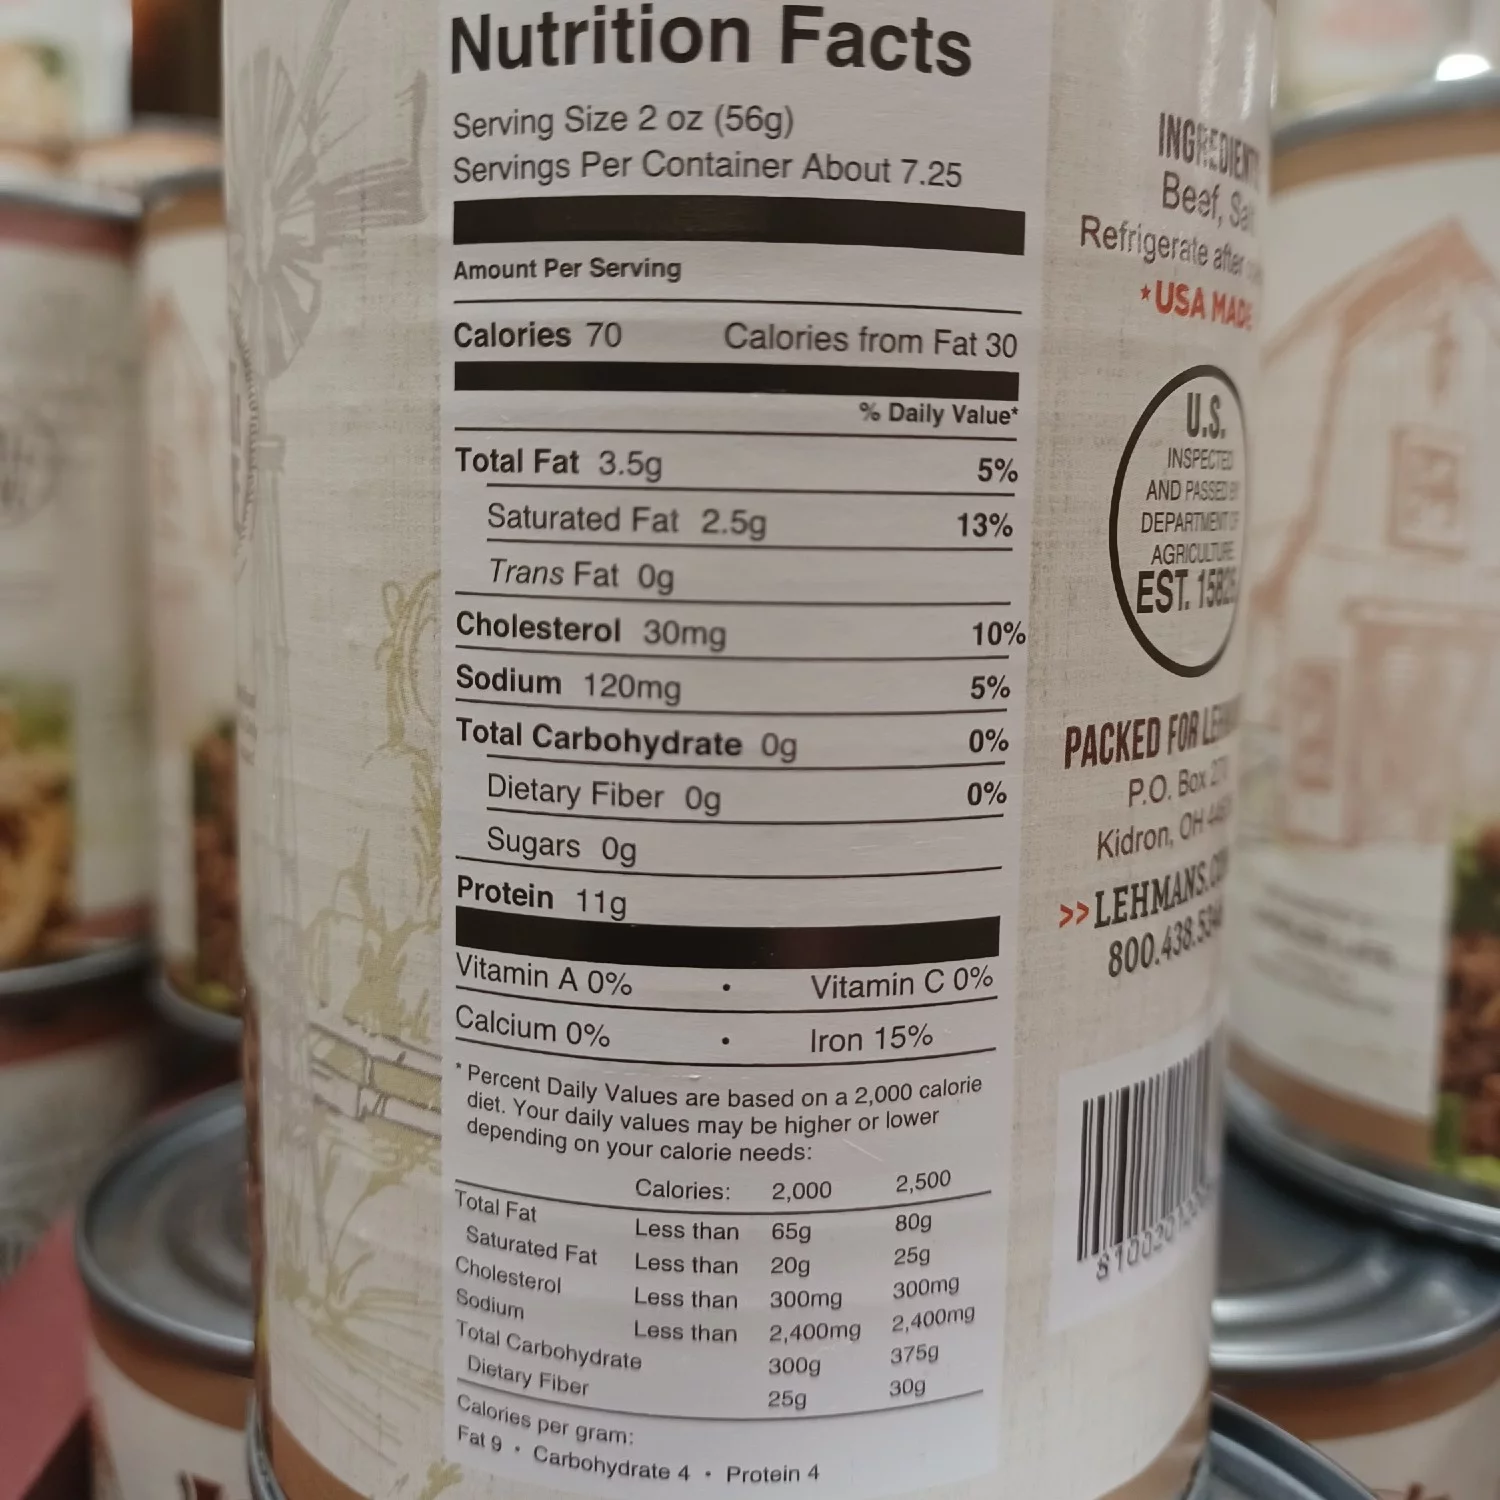 Nutrition Facts
Serving Size 2 oz (56g)
Servings Per Container About 7.25
Amount Per Serving
Calories 70 Calories from Fat 30
% Daily Value*
Total Fat 3.5g 5%
Saturated Fat 2.5g 13%
Trans Fat 0g
Cholesterol 30mg 10%
Sodium 120mg 5%
Total Carbohydrate 0g 0%
Dietary Fiber 0g 0%
Sugars 0g
Protein 11g
Vitamin A 0% • Vitamin C 0%
Calcium 0% • Iron 15%
* Percent Daily Values are based on a 2,000 calorie
diet. Your daily values may be higher or lower
depending on your calorie needs:
Calories: 2,000 2,500
Total Fat Less than 65g 80g
Saturated Fat Less than 20g 25g
Cholesterol Less than 300mg 300mg
Sodium Less than 2,400mg 2,400mg
Total Carbohydrate 300g 375g
Dietary Fiber 25g 30g
Calories per gram:
Fat 9 • Carbohydrate 4 • Protein 4
Beef,
Refrigerate after
*USA MADE
U.S.
INSPECTED
AND PASSED BY
DEPARTMENT OF
AGRICULTURE
EST.
PACKED FOR
P.O. Box
Kidron, OH
>> LEHMANS.
800.438.